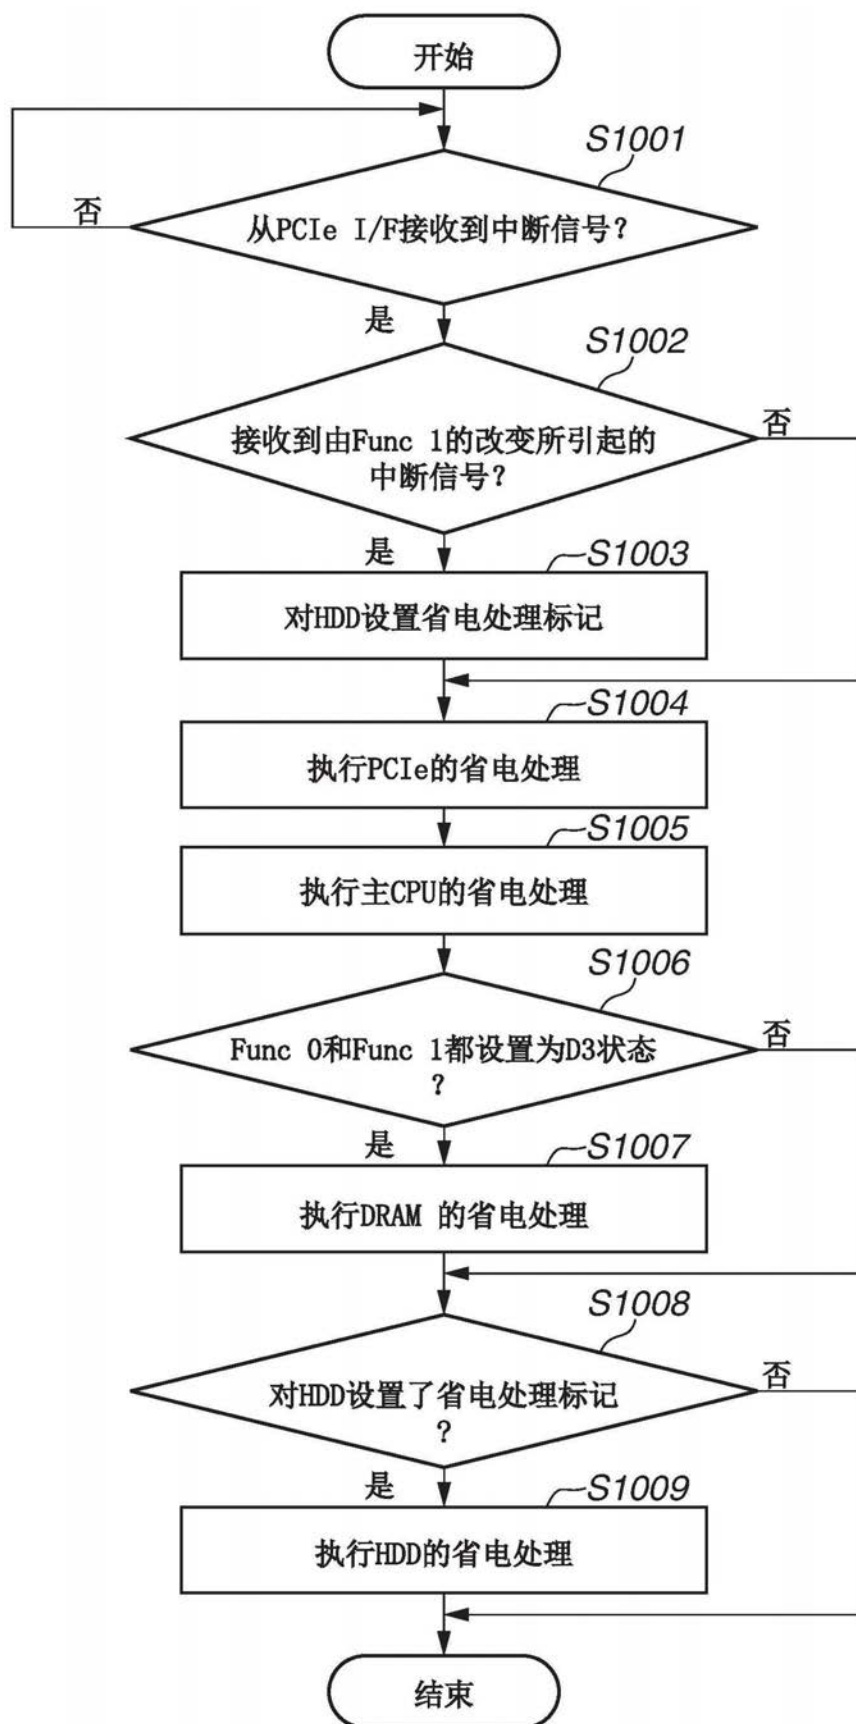 开始
S1001
否
从PCIe I/F接收到中断信号?
是
S1002
否
接收到由Func 1的改变所引起的
中断信号?
是
S1003
对HDD设置省电处理标记
S1004
执行PCIe的省电处理
S1005
执行主CPU的省电处理
S1006
否
Func 0和Func 1都设置为D3状态
?
是
S1007
执行DRAM 的省电处理
S1008
否
对HDD设置了省电处理标记
?
是
S1009
执行HDD的省电处理
结束